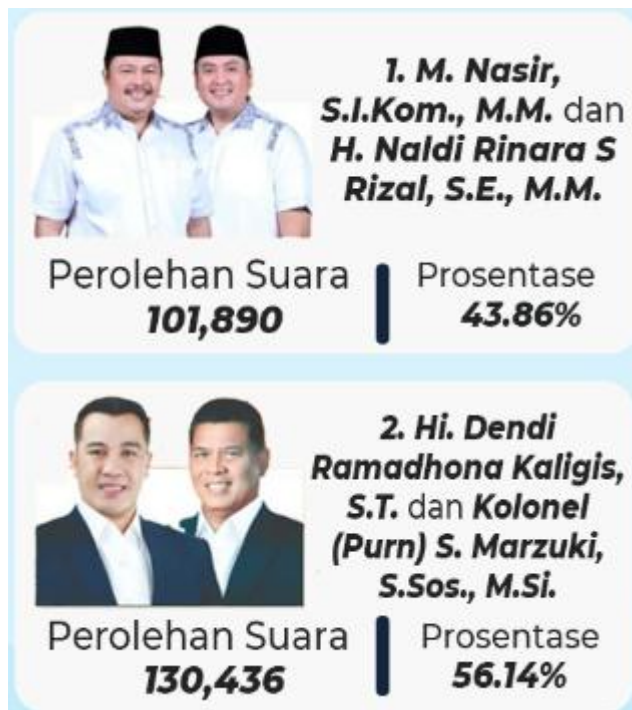 1. M. Nasir,
S.I.Kom., M.M. dan
H. Naldi Rinara S
Rizal, S.E., M.M.
Perolehan Suara
101,890
Prosentase
43.86%
2. Hi. Dendi
Ramadhona Kaligis,
S.T. dan Kolonel
(Purn) S. Marzuki,
S.Sos., M.Si.
Perolehan Suara
130,436
Prosentase
56.14%